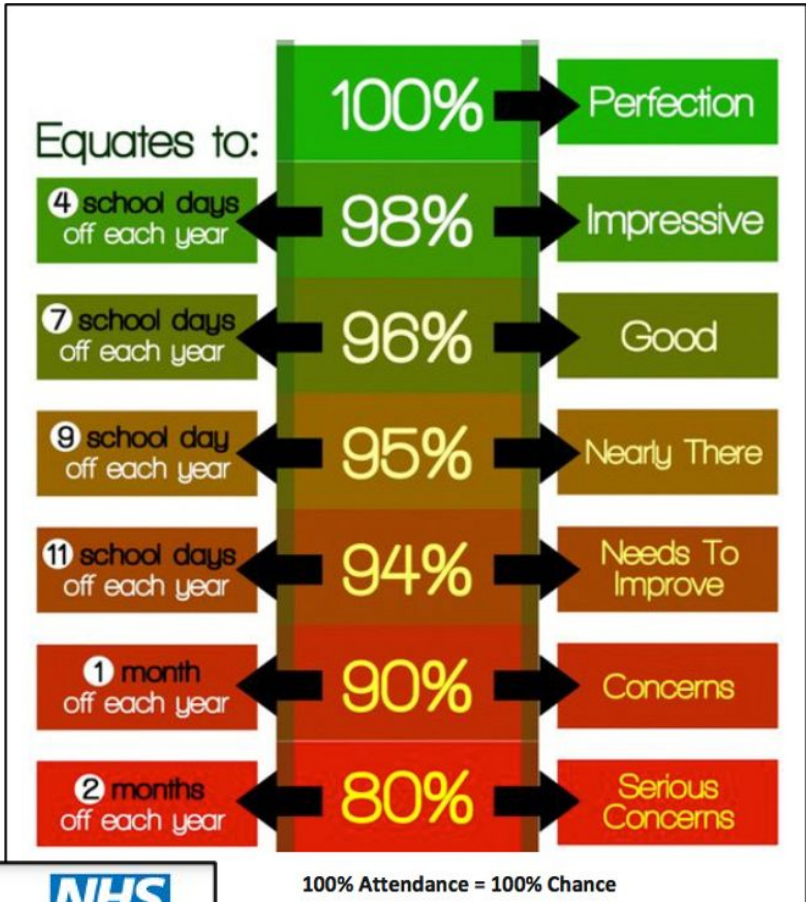 100%
Perfection
Equates to:
4 school days
off each year
98%
Impressive
7 school days
off each year
96%
Good
9 school day
off each year
95%
Nearly There
11 school days
off each year
94%
Needs To
Improve
1 month
off each year
90%
Concerns
2 months
off each year
80%
Serious
Concerns
NHS
100% Attendance = 100% Chance